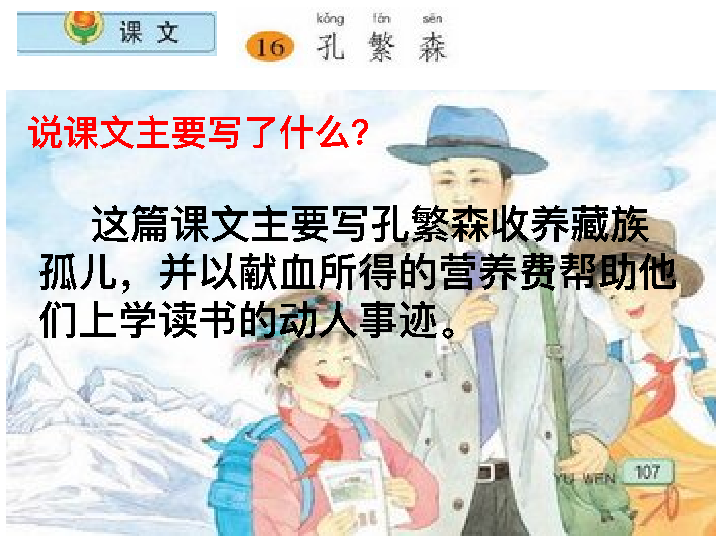 课文
kǒng fán sēn
16 孔繁森
说课文主要写了什么?
这篇课文主要写孔繁森收养藏族
孤儿，并以献血所得的营养费帮助他
们上学读书的动人事迹。
YU WEN 107